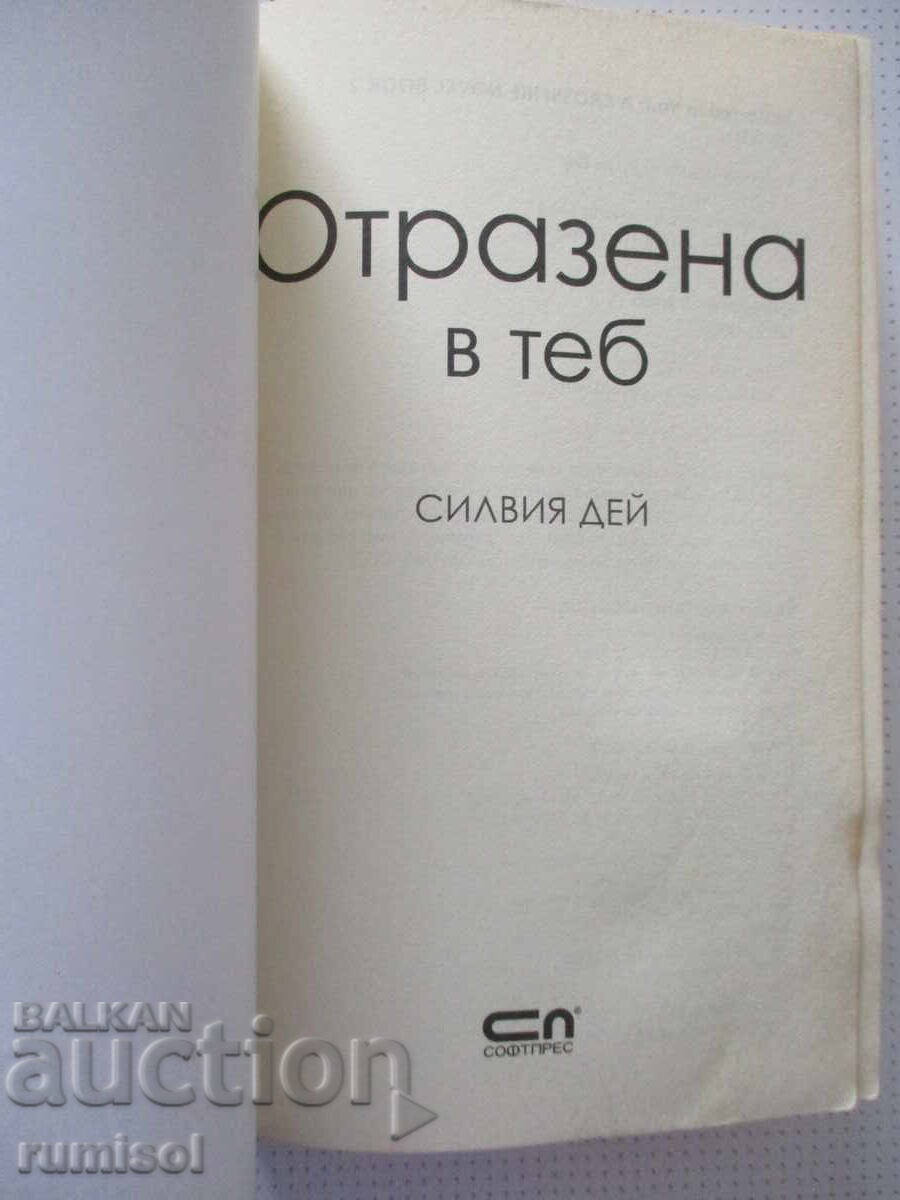 Отразена
в теб
СИЛВИЯ ДЕЙ
СП®
СОФТПРЕС
BALKAN
auction
rumisol